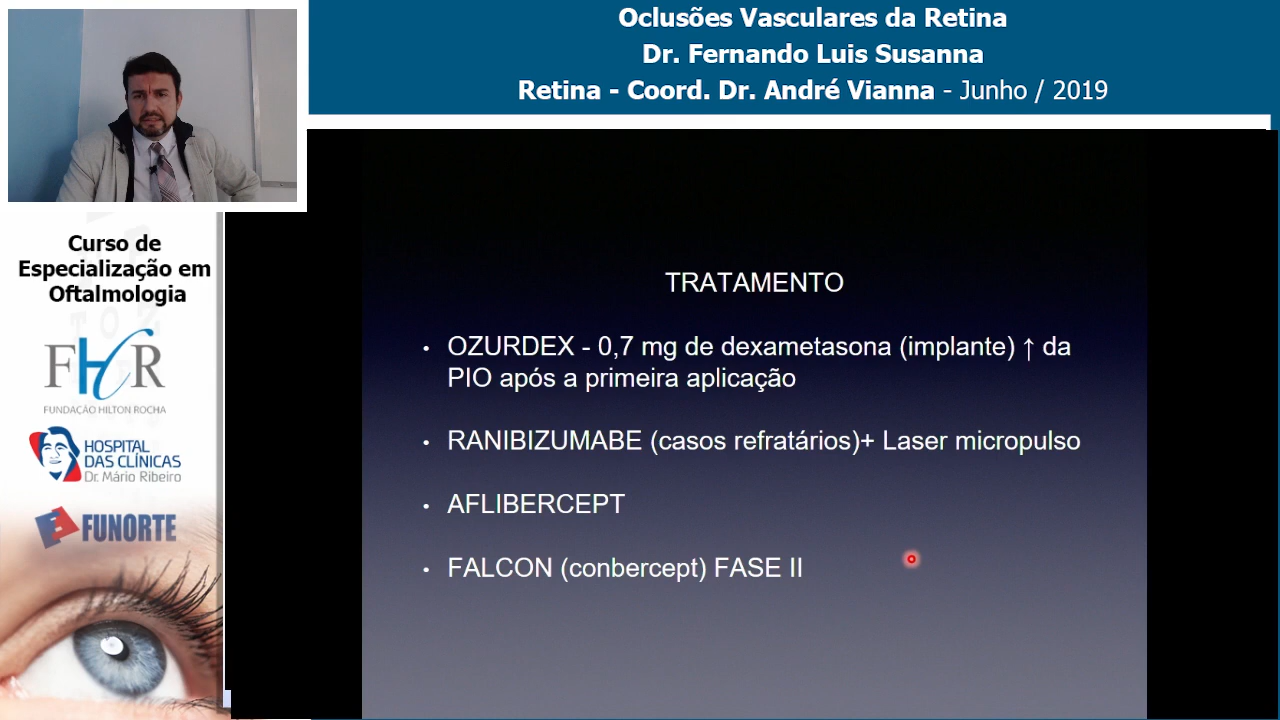 Oclusões Vasculares da Retina
Dr. Fernando Luis Susanna
Retina - Coord. Dr. André Vianna - Junho / 2019
Curso de
Especialização em
Oftalmologia
FHR
FUNDAÇÃO HILTON ROCHA
HOSPITAL
DAS CLÍNICAS
Dr. Mário Ribeiro
FUNORTE
TRATAMENTO
• OZURDEX - 0,7 mg de dexametasona (implante) ↑ da
PIO após a primeira aplicação
• RANIBIZUMABE (casos refratários)+ Laser micropulso
• AFLIBERCEPT
• FALCON (conbercept) FASE II